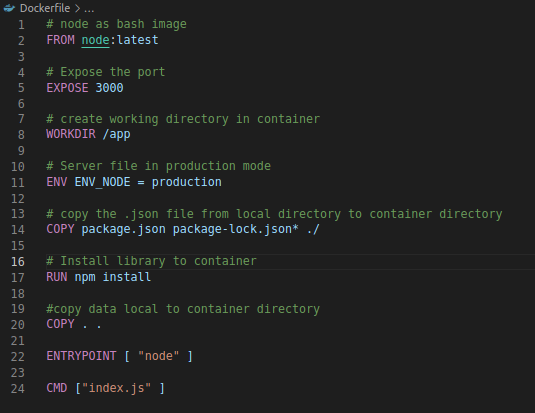 Dockerfile > ...
1 # node as bash image
2 FROM node:latest
3
4 # Expose the port
5 EXPOSE 3000
6
7 # create working directory in container
8 WORKDIR /app
9
10 # Server file in production mode
11 ENV ENV_NODE = production
12
13 # copy the .json file from local directory to container directory
14 COPY package.json package-lock.json* ./
15
16 # Install library to container
17 RUN npm install
18
19 #copy data local to container directory
20 COPY . .
21
22 ENTRYPOINT [ "node" ]
23
24 CMD ["index.js" ]